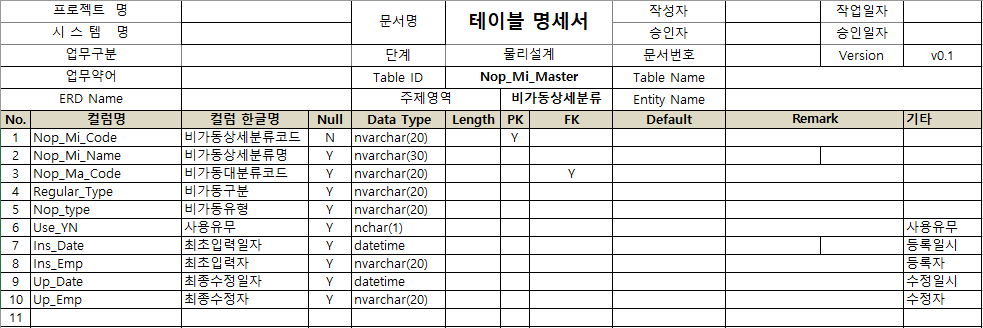 프로젝트 명 문서명 테이블 명세서 작성자 작업일자
시 스 템 명 승인자 승인일자
업무구분 단계 물리설계 문서번호 Version v0.1
업무약어 Table ID Nop_Mi_Master Table Name
ERD Name 주제영역 비가동상세분류 Entity Name
No. 컬럼명 컬럼 한글명 Null Data Type Length PK FK Default Remark 기타
1 Nop_Mi_Code 비가동상세분류코드 N nvarchar(20) Y
2 Nop_Mi_Name 비가동상세분류명 Y nvarchar(30)
3 Nop_Ma_Code 비가동대분류코드 Y nvarchar(20) Y
4 Regular_Type 비가동구분 Y nvarchar(20)
5 Nop_type 비가동유형 Y nvarchar(20)
6 Use_YN 사용유무 Y nchar(1) 사용유무
7 Ins_Date 최초입력일자 Y datetime 등록일시
8 Ins_Emp 최초입력자 Y nvarchar(20) 등록자
9 Up_Date 최종수정일자 Y datetime 수정일시
10 Up_Emp 최종수정자 Y nvarchar(20) 수정자
11